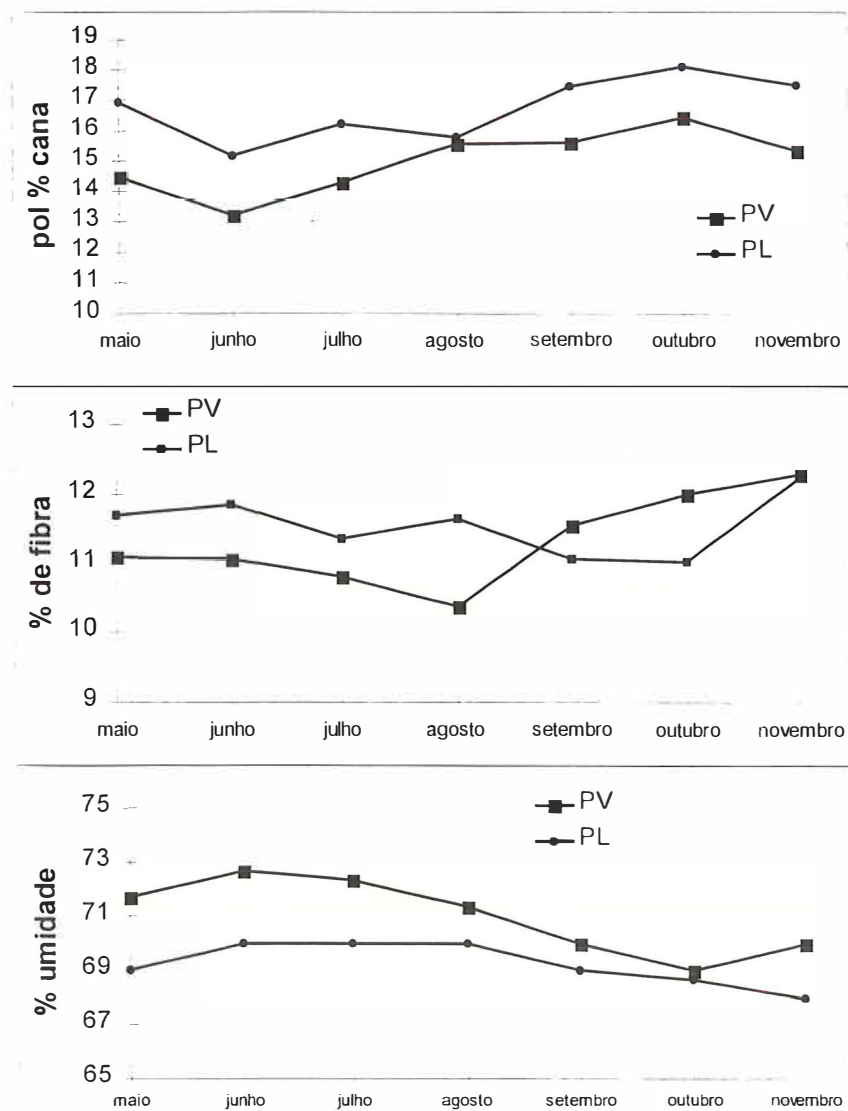 19
18
17
16
15
14
13
12
11
10
pol % cana
PV
PL
maio junho julho agosto setembro outubro novembro
PV
PL
13
12
11
10
9
% de fibra
maio junho julho agosto setembro outubro novembro
PV
PL
75
73
71
69
67
65
% umidade
maio junho julho agosto setembro outubro novembro